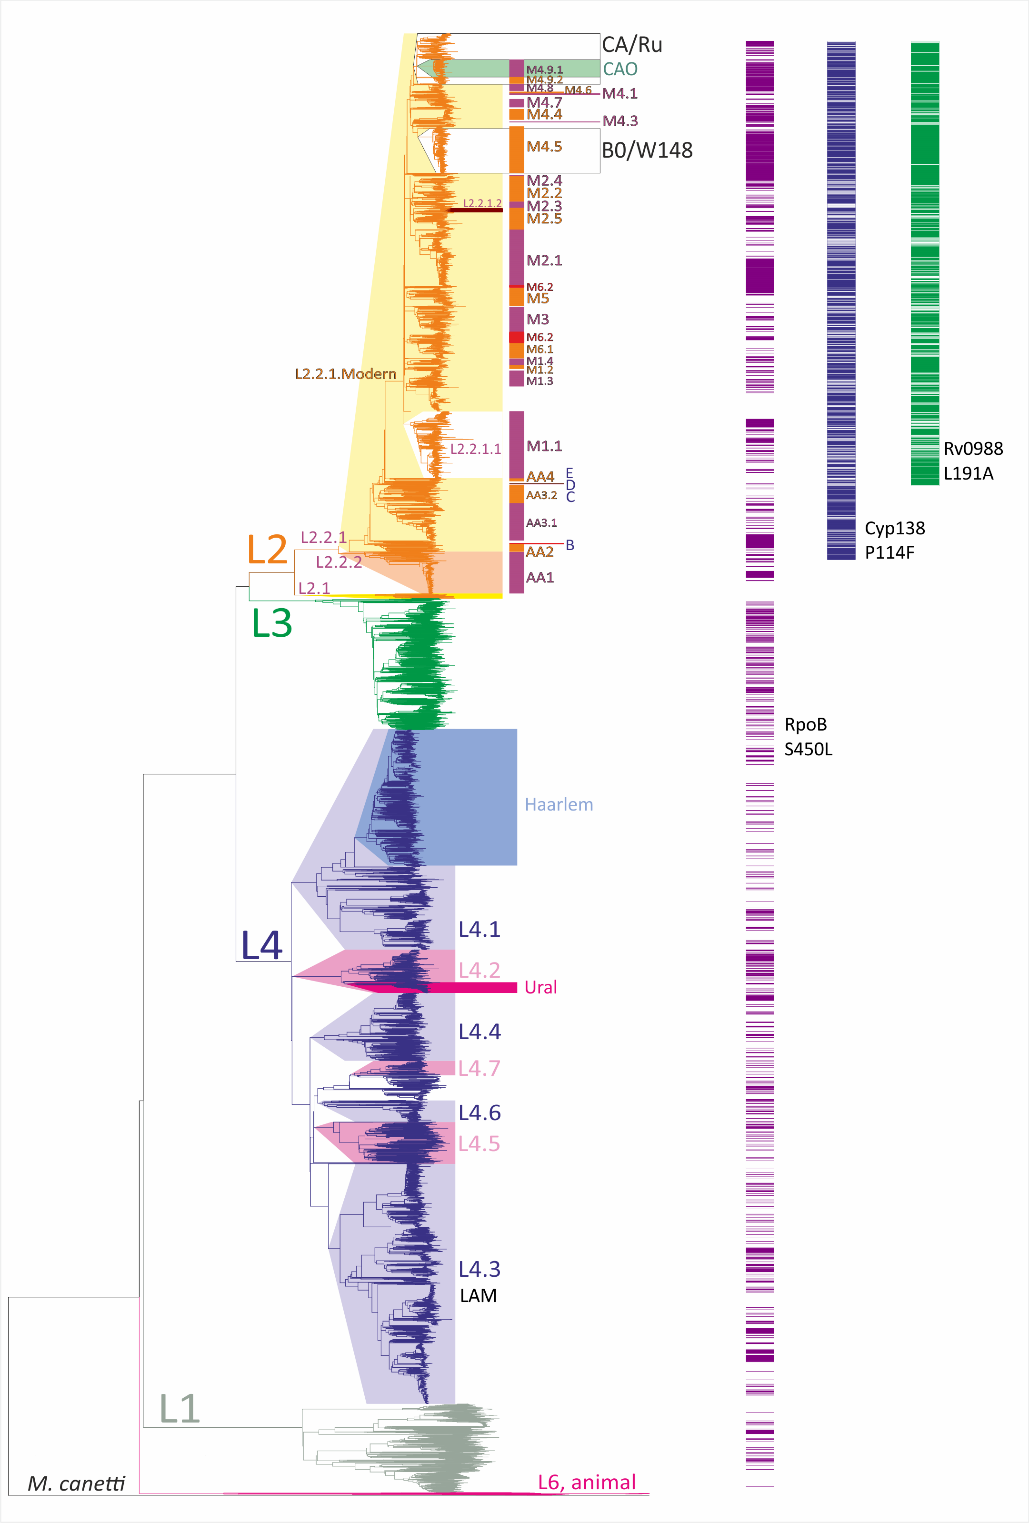 CA/Ru
CAO
M4.9.1
M4.9.2
M4.8
M4.6
M4.1
M4.7
M4.4
M4.3
M4.5
B0/W148
M2.4
M2.2
L2.2.1.2
M2.3
M2.5
M2.1
M6.2
M5
M3
M6.2
M6.1
M1.4
M1.2
M1.3
L2.2.1.Modern
M1.1
L2.2.1.1
Rv0988
L191A
AA4
E
D
AA3.2
C
AA3.1
Cyp138
P114F
L2.2.1
B
L2
AA2
L2.2.2
AA1
L2.1
L3
RpoB
S450L
Haarlem
L4.1
L4
L4.2
Ural
L4.4
L4.7
L4.6
L4.5
L4.3
LAM
L1
M. canetti
L6, animal